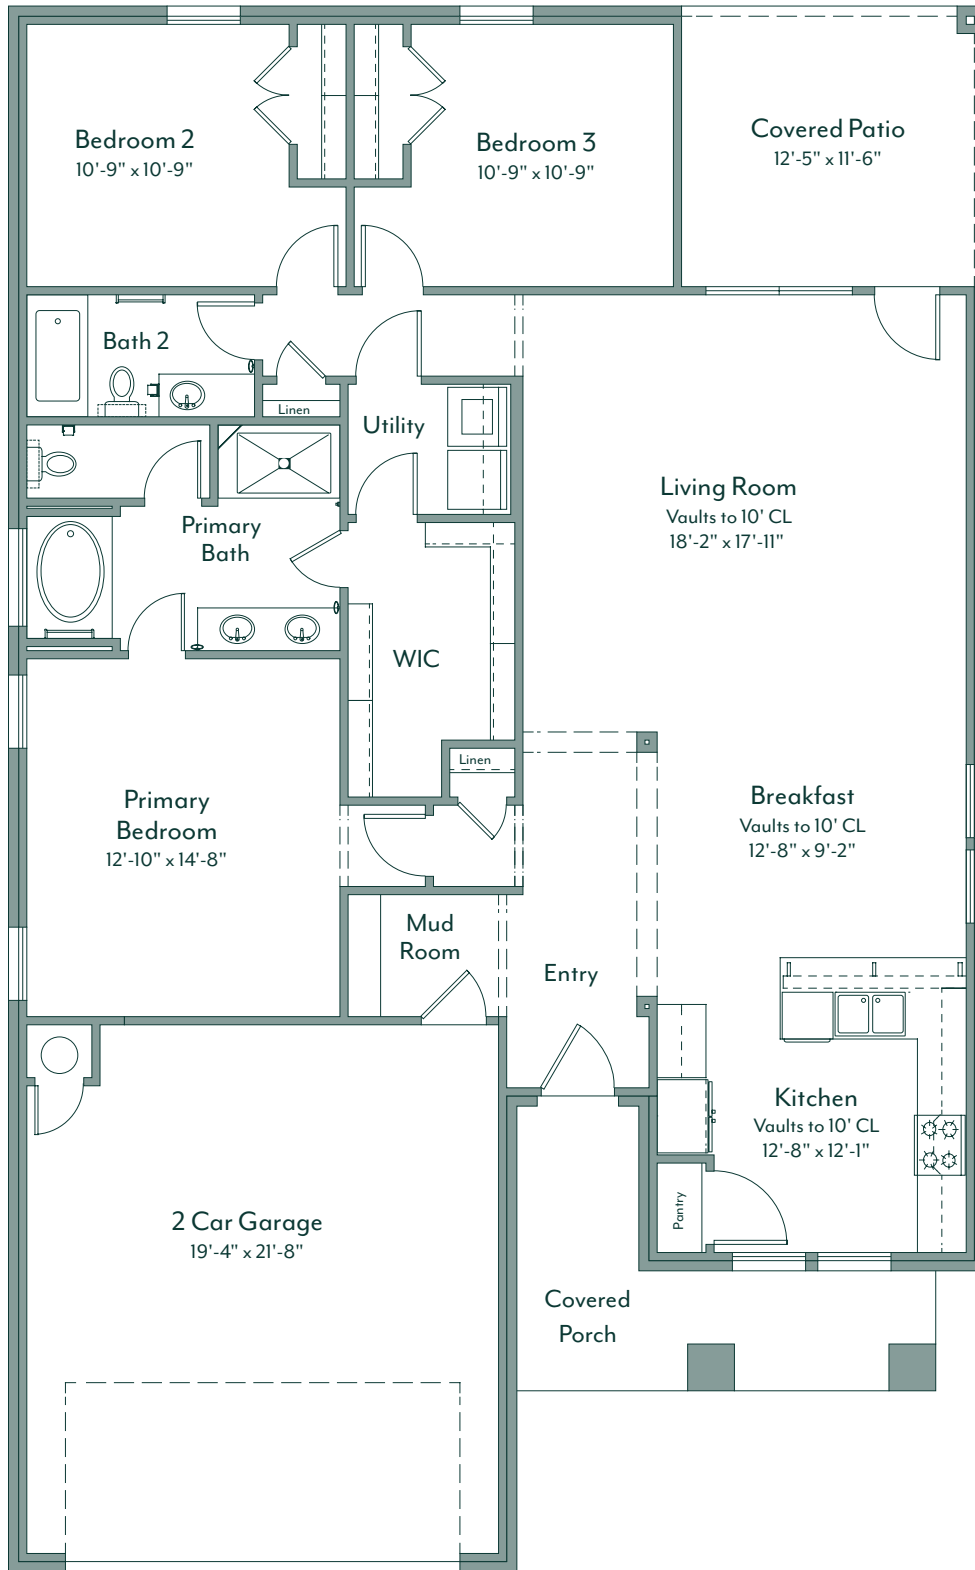 Bedroom 2
10'-9" x 10'-9"
Bedroom 3
10'-9" x 10'-9"
Covered Patio
12'-5" x 11'-6"
Bath 2
Linen
Utility
Living Room
Vaults to 10' CL
18'-2" x 17'-11"
Primary
Bath
WIC
Linen
Primary
Bedroom
12'-10" x 14'-8"
Breakfast
Vaults to 10' CL
12'-8" x 9'-2"
Mud
Room
Entry
Kitchen
Vaults to 10' CL
12'-8" x 12'-1"
Pantry
2 Car Garage
19'-4" x 21'-8"
Covered
Porch